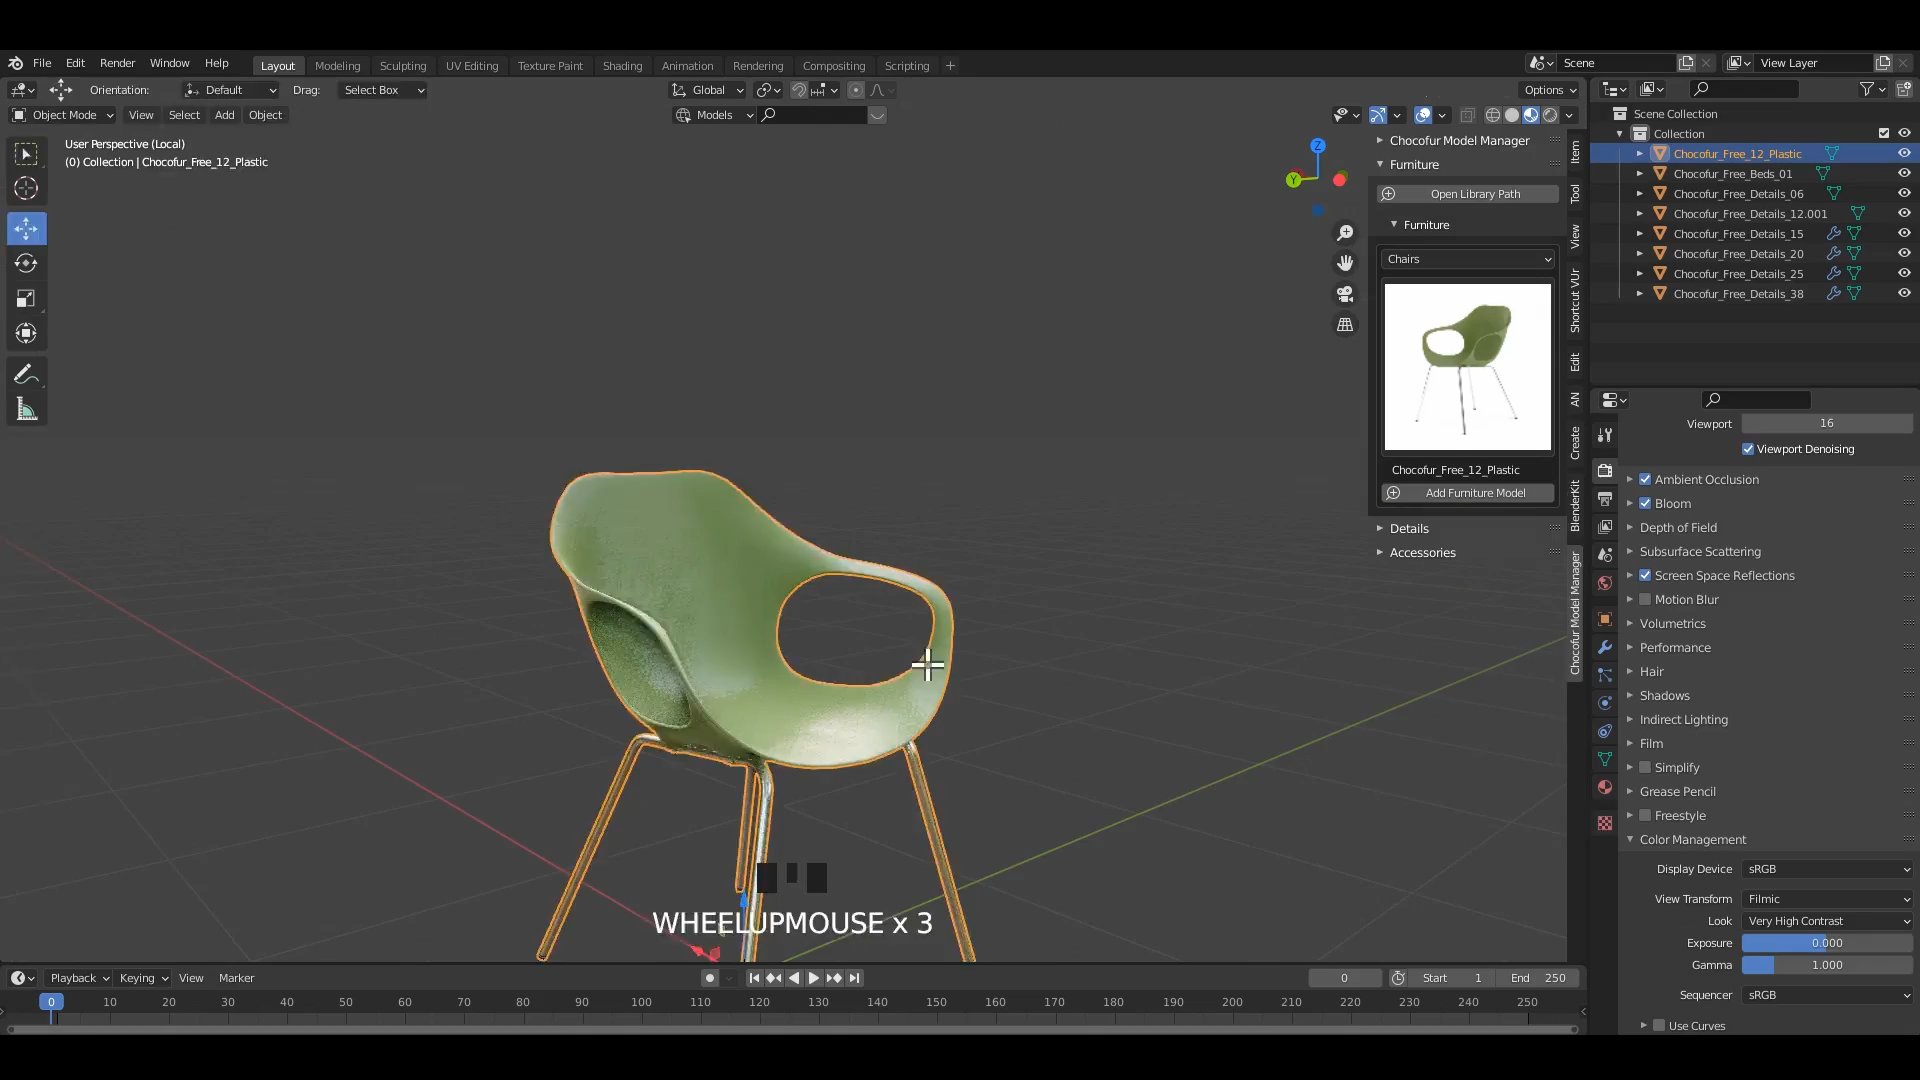 File Edit Render Window Help Layout Modeling Sculpting UV Editing Texture Paint Shading Animation Rendering Compositing Scripting + Scene View Layer
Orientation: Default Drag: Select Box Global Options
Object Mode View Select Add Object Models
User Perspective (Local)
(0) Collection | Chocofur_Free_12_Plastic
Z
Y
Chocofur Model Manager
Furniture
Open Library Path
Furniture
Chairs
Chocofur_Free_12_Plastic
Add Furniture Model
Details
Accessories
Item
Tool
View
Shortcut VUr
Edit
AN
Create
BlenderKit
Chocofur Model Manager
Scene Collection
Collection
Chocofur_Free_12_Plastic
Chocofur_Free_Beds_01
Chocofur_Free_Details_06
Chocofur_Free_Details_12.001
Chocofur_Free_Details_15
Chocofur_Free_Details_20
Chocofur_Free_Details_25
Chocofur_Free_Details_38
Viewport 16
Viewport Denoising
Ambient Occlusion
Bloom
Depth of Field
Subsurface Scattering
Screen Space Reflections
Motion Blur
Volumetrics
Performance
Hair
Shadows
Indirect Lighting
Film
Simplify
Grease Pencil
Freestyle
Color Management
Display Device sRGB
View Transform Filmic
Look Very High Contrast
Exposure 0.000
Gamma 1.000
Sequencer sRGB
Use Curves
WHEELUPMOUSE x 3
Playback Keying View Marker 0 Start 1 End 250
0 10 20 30 40 50 60 70 80 90 100 110 120 130 140 150 160 170 180 190 200 210 220 230 240 250